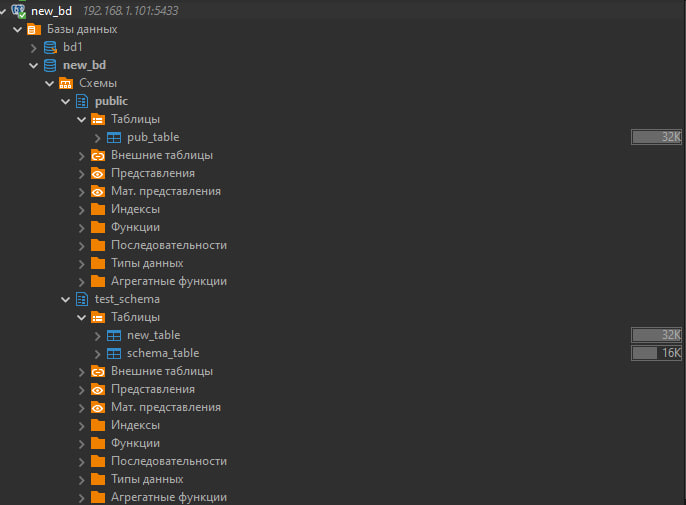 new_bd 192.168.1.101:5433
Базы данных
bd1
new_bd
Схемы
public
Таблицы
pub_table 32K
Внешние таблицы
Представления
Мат. представления
Индексы
Функции
Последовательности
Типы данных
Агрегатные функции
test_schema
Таблицы
new_table 32K
schema_table 16K
Внешние таблицы
Представления
Мат. представления
Индексы
Функции
Последовательности
Типы данных
Агрегатные функции